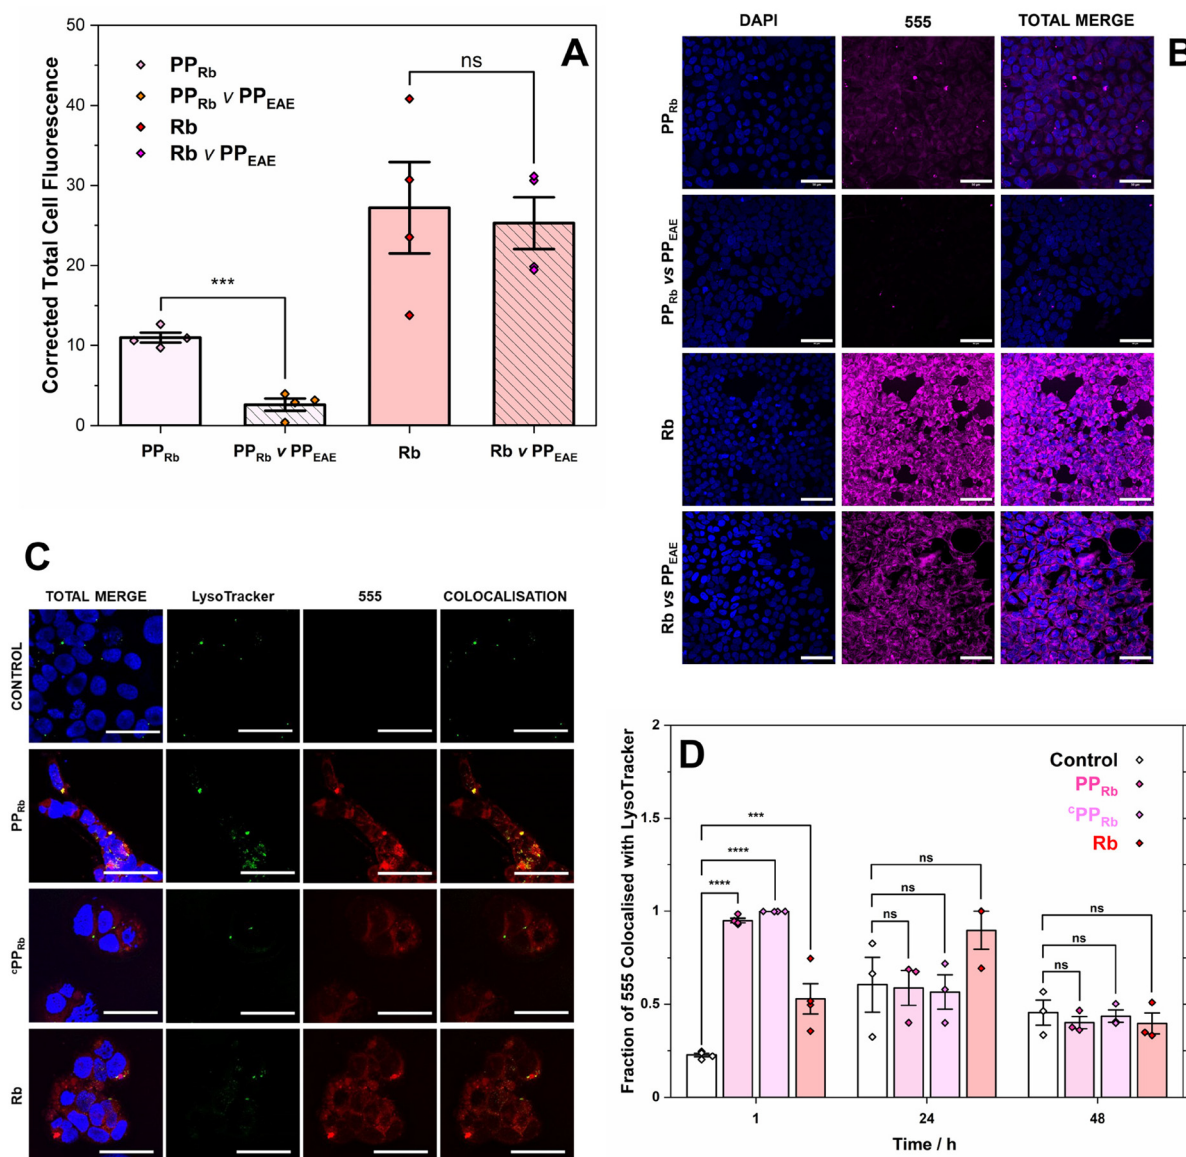 A
Corrected Total Cell Fluorescence
50
40
30
20
10
0
PPRb
PPRb v PPEAE
Rb
Rb v PPEAE
***
ns
PPRb
PPRb v PPEAE
Rb
Rb v PPEAE
B
DAPI
555
TOTAL MERGE
PPRb
PPRb vs PPEAE
Rb
Rb vs PPEAE
C
TOTAL MERGE
LysoTracker
555
COLOCALISATION
CONTROL
PPRb
cPPRb
Rb
D
Fraction of 555 Colocalised with LysoTracker
2
1.5
1
0.5
0
Control
PPRb
cPPRb
Rb
****
****
***
ns
ns
ns
ns
ns
ns
1
24
48
Time / h